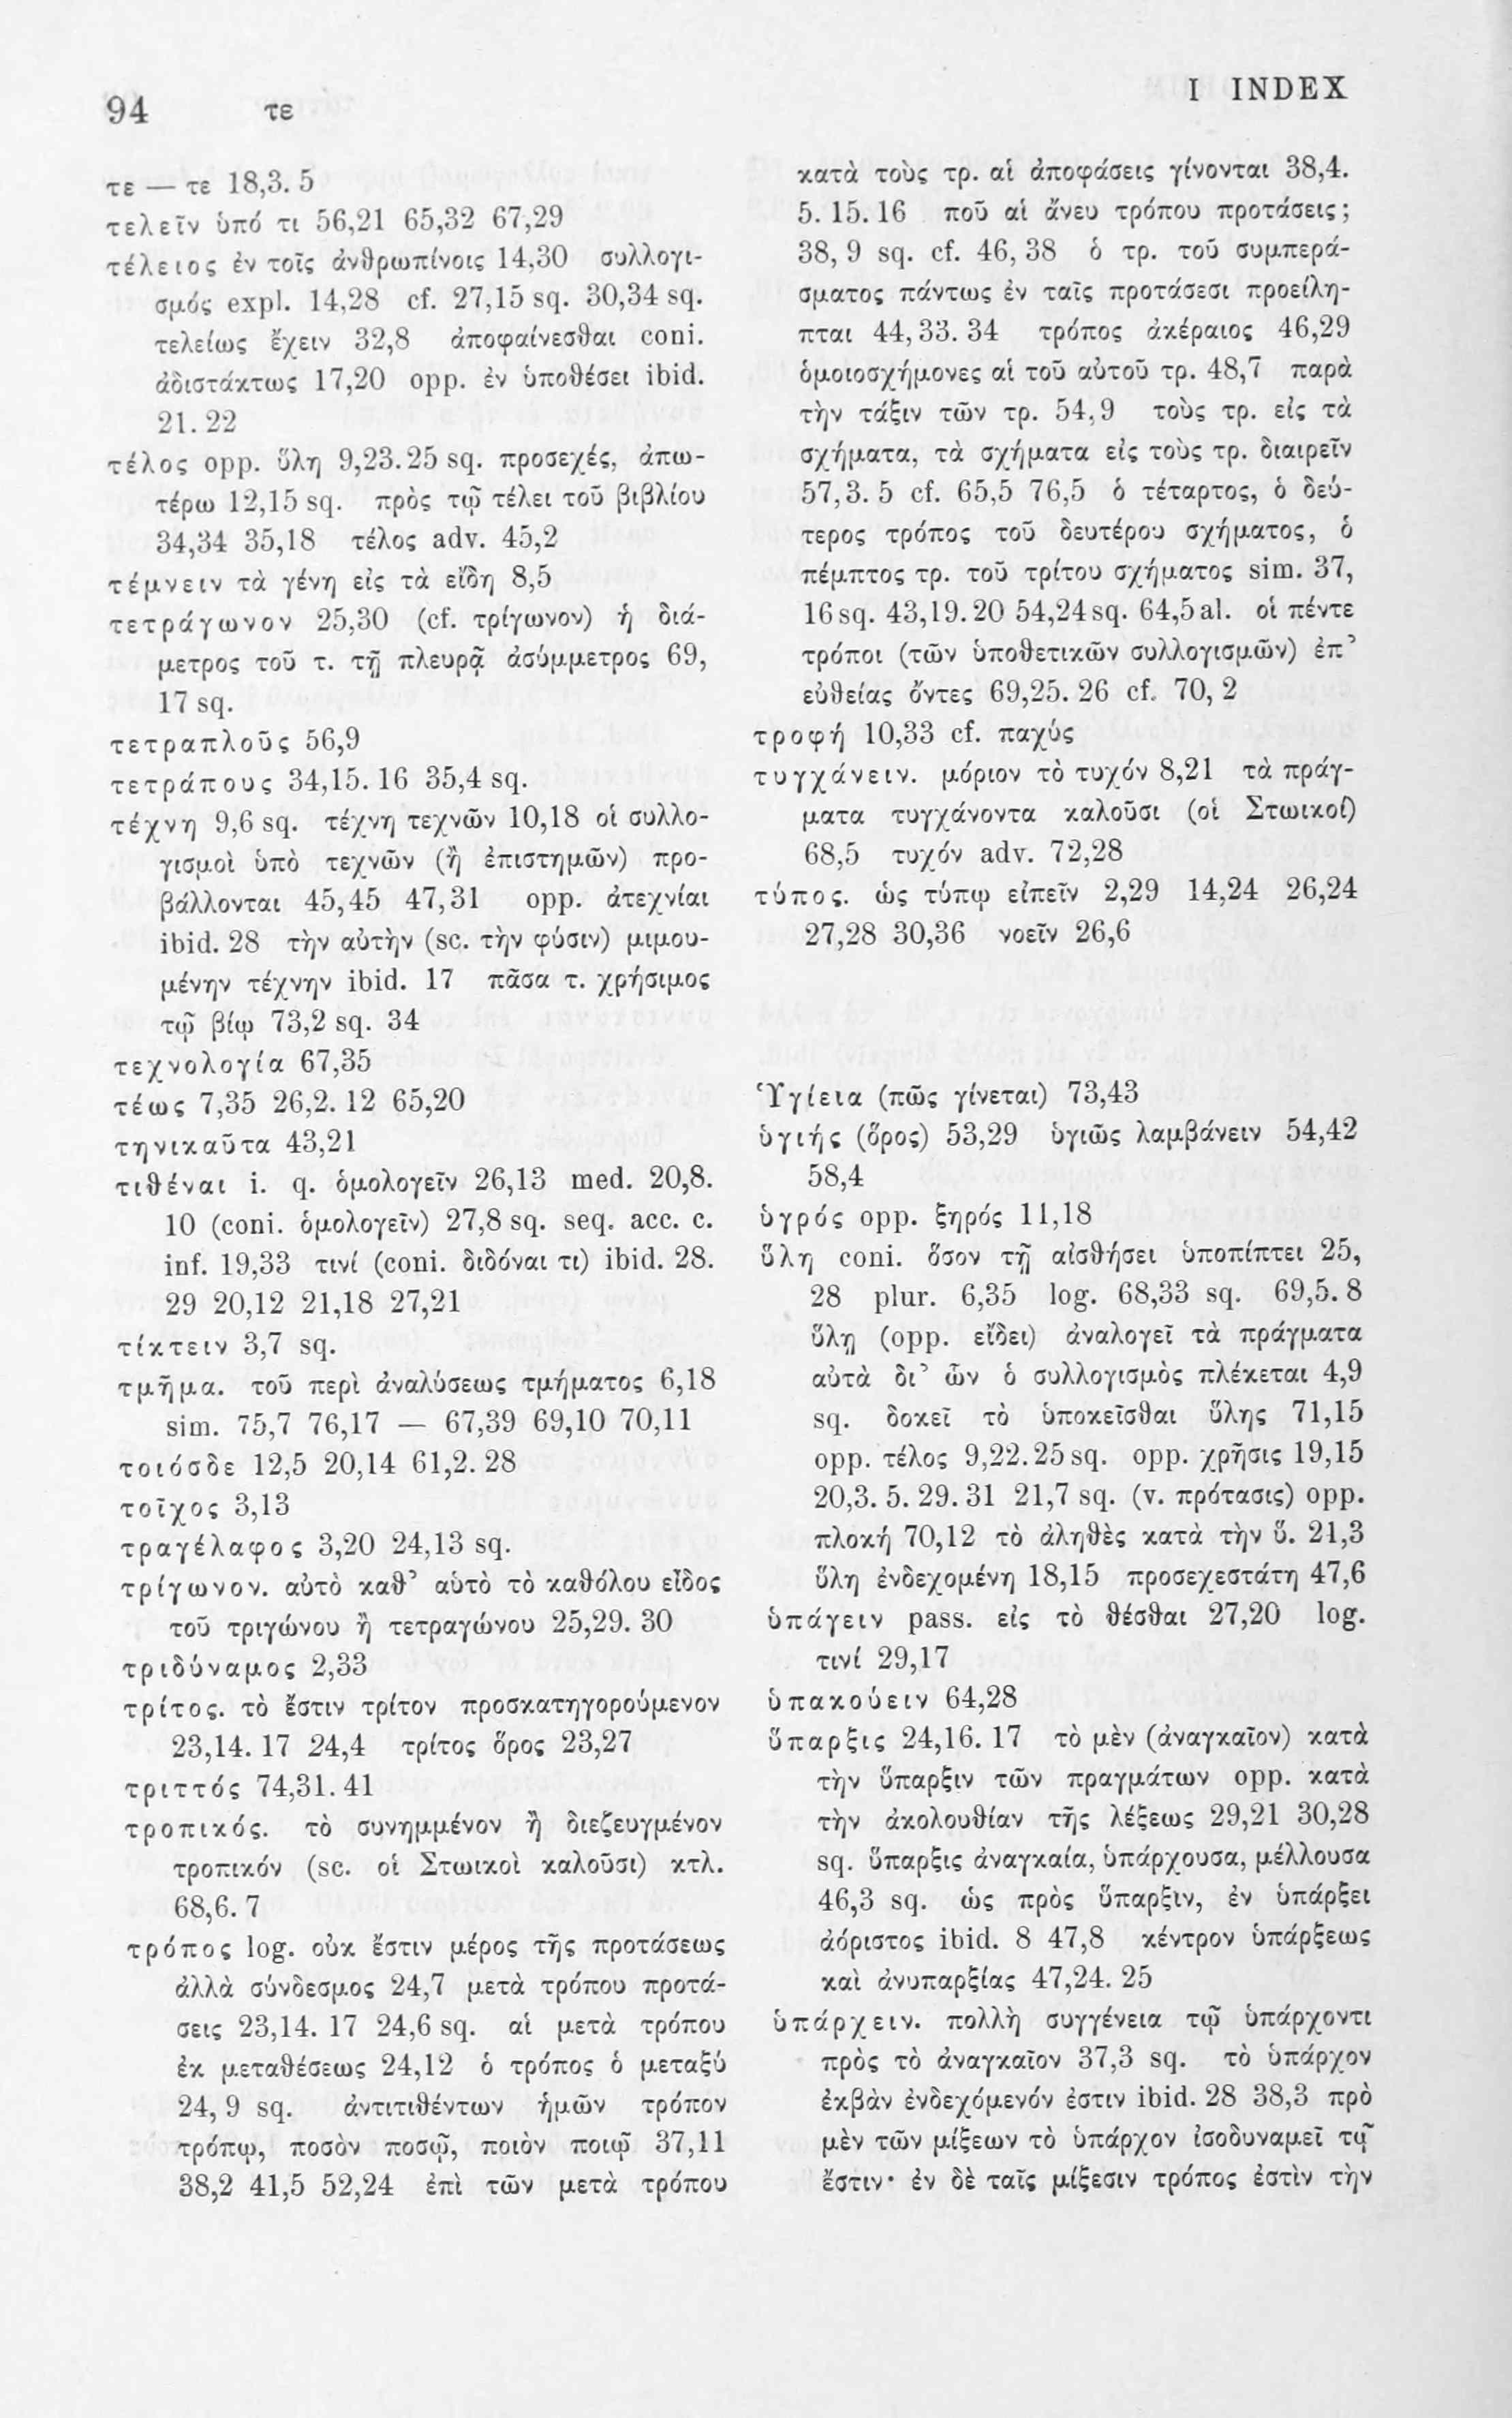 94 τε
I INDEX
τε — τε 18,3. 5
τελεῖν ὑπό τι 56,21 65,32 67,29
τέλειος ἐν τοῖς ἀνθρωπίνοις 14,30 συλλογι-
σμός expl. 14,28 cf. 27,15 sq. 30,34 sq.
τελείως ἔχειν 32,8 ἀποφαίνεσθαι coni.
ἀδιστάκτως 17,20 opp. ἐν ὑποθέσει ibid.
21. 22
τέλος opp. ὕλη 9,23. 25 sq. προσεχές, ἀπω-
τέρω 12,15 sq. πρὸς τῷ τέλει τοῦ βιβλίου
34,34 35,18 τέλος adv. 45,2
τέμνειν τὰ γένη εἰς τὰ εἴδη 8,5
τετράγωνον 25,30 (cf. τρίγωνον) ἡ διά-
μετρος τοῦ τ. τῇ πλευρᾷ ἀσύμμετρος 69,
17 sq.
τετραπλοῦς 56,9
τετράπους 34,15. 16 35,4 sq.
τέχνη 9,6 sq. τέχνη τεχνῶν 10,18 οἱ συλλο-
γισμοὶ ὑπὸ τεχνῶν (ἢ ἐπιστημῶν) προ-
βάλλονται 45,45 47,31 opp. ἀτεχνίαι
ibid. 28 τὴν αὐτὴν (sc. τὴν φύσιν) μιμου-
μένην τέχνην ibid. 17 πᾶσα τ. χρήσιμος
τῷ βίῳ 73,2 sq. 34
τεχνολογία 67,35
τέως 7,35 26,2. 12 65,20
τηνικαῦτα 43,21
τιθέναι i. q. ὁμολογεῖν 26,13 med. 20,8.
10 (coni. ὁμολογεῖν) 27,8 sq. seq. acc. c.
inf. 19,33 τινί (coni. διδόναι τι) ibid. 28.
29 20,12 21,18 27,21
τίκτειν 3,7 sq.
τμῆμα. τοῦ περὶ ἀναλύσεως τμήματος 6,18
sim. 75,7 76,17 — 67,39 69,10 70,11
τοιόσδε 12,5 20,14 61,2. 28
τοῖχος 3,13
τραγέλαφος 3,20 24,13 sq.
τρίγωνον. αὐτὸ καθ’ αὑτὸ τὸ καθόλου εἶδος
τοῦ τριγώνου ἢ τετραγώνου 25,29. 30
τριδύναμος 2,33
τρίτος. τὸ ἔστιν τρίτον προσκατηγορούμενον
23,14. 17 24,4 τρίτος ὅρος 23,27
τριττός 74,31. 41
τροπικός. τὸ συνημμένον ἢ διεζευγμένον
τροπικόν (sc. οἱ Στωικοὶ καλοῦσι) κτλ.
68,6. 7
τρόπος log. οὐκ ἔστιν μέρος τῆς προτάσεως
ἀλλὰ σύνδεσμος 24,7 μετὰ τρόπου προτά-
σεις 23,14. 17 24,6 sq. αἱ μετὰ τρόπου
ἐκ μεταθέσεως 24,12 ὁ τρόπος ὁ μεταξύ
24, 9 sq. ἀντιτιθέντων ἡμῶν τρόπον
τρόπῳ, ποσὸν ποσῷ, ποιὸν ποιῷ 37,11
38,2 41,5 52,24 ἐπὶ τῶν μετὰ τρόπου
κατὰ τοὺς τρ. αἱ ἀποφάσεις γίνονται 38,4.
5. 15. 16 ποῦ αἱ ἄνευ τρόπου προτάσεις;
38, 9 sq. cf. 46, 38 ὁ τρ. τοῦ συμπερά-
σματος πάντως ἐν ταῖς προτάσεσι προείλη-
πται 44, 33. 34 τρόπος ἀκέραιος 46,29
ὁμοιοσχήμονες αἱ τοῦ αὐτοῦ τρ. 48,7 παρὰ
τὴν τάξιν τῶν τρ. 54,9 τοὺς τρ. εἰς τὰ
σχήματα, τὰ σχήματα εἰς τοὺς τρ. διαιρεῖν
57,3. 5 cf. 65,5 76,5 ὁ τέταρτος, ὁ δεύ-
τερος τρόπος τοῦ δευτέρου σχήματος, ὁ
πέμπτος τρ. τοῦ τρίτου σχήματος sim. 37,
16 sq. 43,19. 20 54,24 sq. 64,5 al. οἱ πέντε
τρόποι (τῶν ὑποθετικῶν συλλογισμῶν) ἐπ’
εὐθείας ὄντες 69,25. 26 cf. 70, 2
τροφή 10,33 cf. παχύς
τυγχάνειν. μόριον τὸ τυχόν 8,21 τὰ πράγ-
ματα τυγχάνοντα καλοῦσι (οἱ Στωικοί)
68,5 τυχόν adv. 72,28
τύπος. ὡς τύπῳ εἰπεῖν 2,29 14,24 26,24
27,28 30,36 νοεῖν 26,6
Ὑγίεια (πῶς γίνεται) 73,43
ὑγιής (ὅρος) 53,29 ὑγιῶς λαμβάνειν 54,42
58,4
ὑγρός opp. ξηρός 11,18
ὕλη coni. ὅσον τῇ αἰσθήσει ὑποπίπτει 25,
28 plur. 6,35 log. 68,33 sq. 69,5. 8
ὕλῃ (opp. εἴδει) ἀναλογεῖ τὰ πράγματα
αὐτὰ δι’ ὧν ὁ συλλογισμὸς πλέκεται 4,9
sq. δοκεῖ τὸ ὑποκεῖσθαι ὕλης 71,15
opp. τέλος 9,22. 25 sq. opp. χρῆσις 19,15
20,3. 5. 29. 31 21,7 sq. (v. πρότασις) opp.
πλοκή 70,12 τὸ ἀληθὲς κατὰ τὴν ὕ. 21,3
ὕλη ἐνδεχομένη 18,15 προσεχεστάτη 47,6
ὑπάγειν pass. εἰς τὸ θέσθαι 27,20 log.
τινί 29,17
ὑπακούειν 64,28
ὕπαρξις 24,16. 17 τὸ μὲν (ἀναγκαῖον) κατὰ
τὴν ὕπαρξιν τῶν πραγμάτων opp. κατὰ
τὴν ἀκολουθίαν τῆς λέξεως 29,21 30,28
sq. ὕπαρξις ἀναγκαία, ὑπάρχουσα, μέλλουσα
46,3 sq. ὡς πρὸς ὕπαρξιν, ἐν ὑπάρξει
ἀόριστος ibid. 8 47,8 κέντρον ὑπάρξεως
καὶ ἀνυπαρξίας 47,24. 25
ὑπάρχειν. πολλὴ συγγένεια τῷ ὑπάρχοντι
πρὸς τὸ ἀναγκαῖον 37,3 sq. τὸ ὑπάρχον
ἐκβὰν ἐνδεχόμενόν ἐστιν ibid. 28 38,3 πρὸ
μὲν τῶν μίξεων τὸ ὑπάρχον ἰσοδυναμεῖ τῷ
ἔστιν· ἐν δὲ ταῖς μίξεσιν τρόπος ἐστὶν τὴν